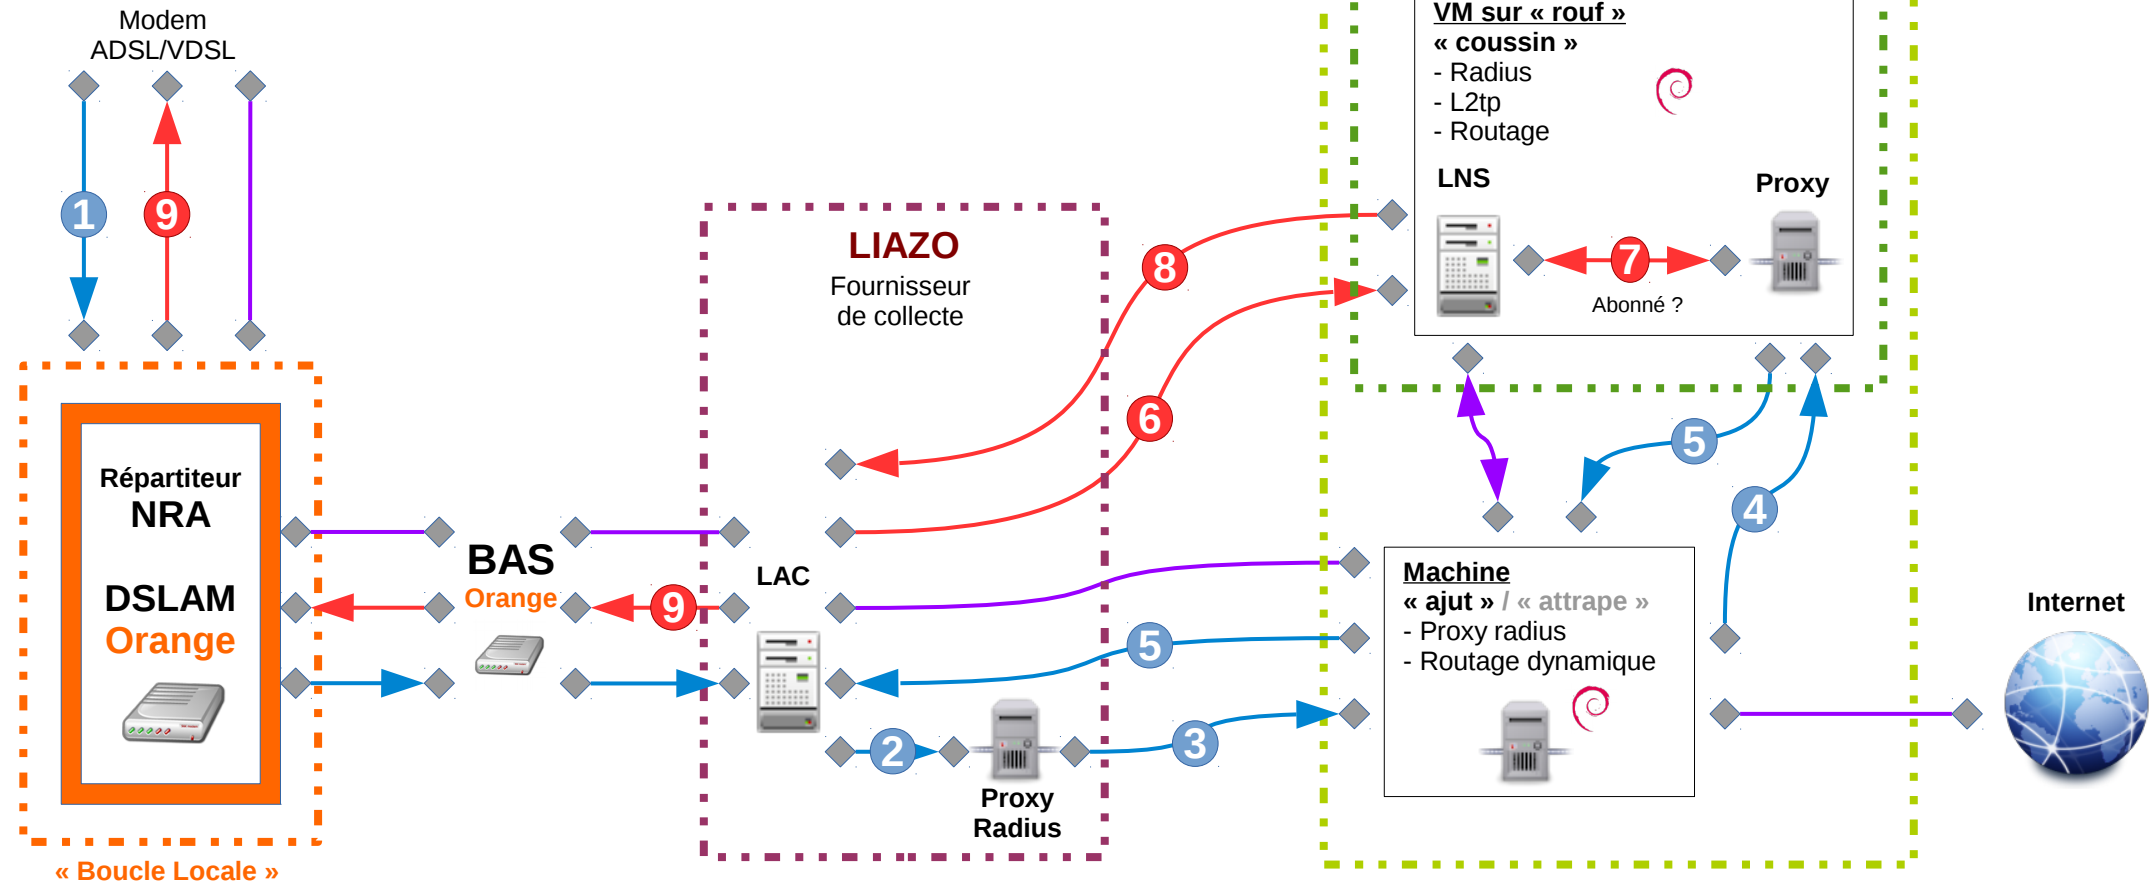 Modem
ADSL/VDSL
1
9
Répartiteur
NRA
DSLAM
Orange
« Boucle Locale »
BAS
Orange
9
LIAZO
Fournisseur
de collecte
LAC
2
Proxy
Radius
8
6
5
3
VM sur « rouf »
« coussin »
- Radius
- L2tp
- Routage
LNS
Proxy
7
Abonné ?
5
4
Machine
« ajut » / « attrape »
- Proxy radius
- Routage dynamique
Internet